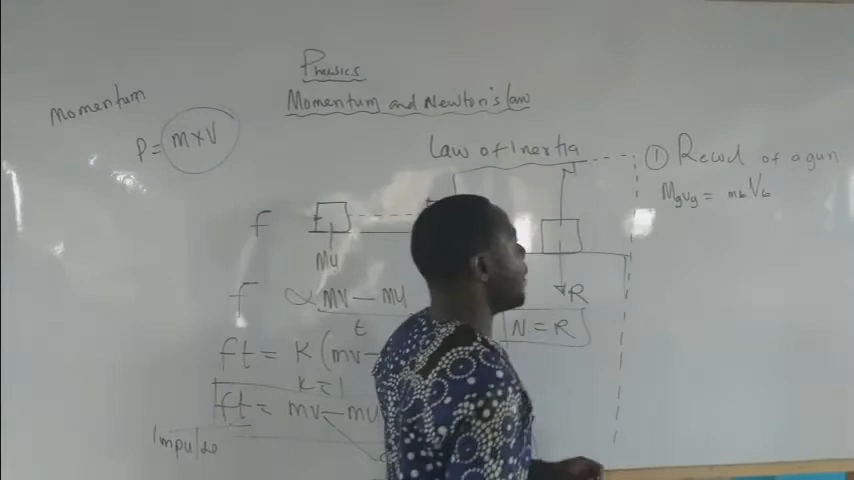 Physics
Momentum and Newton's law
Momentum
P = m x v
Law of Inertia
① Recoil of a gun
MgVg = mbVb
f
MU
N
f ∝ MV — MU
t
R
N = R
ft = K (mv —
K = 1
ft = mv — mu
Impulse